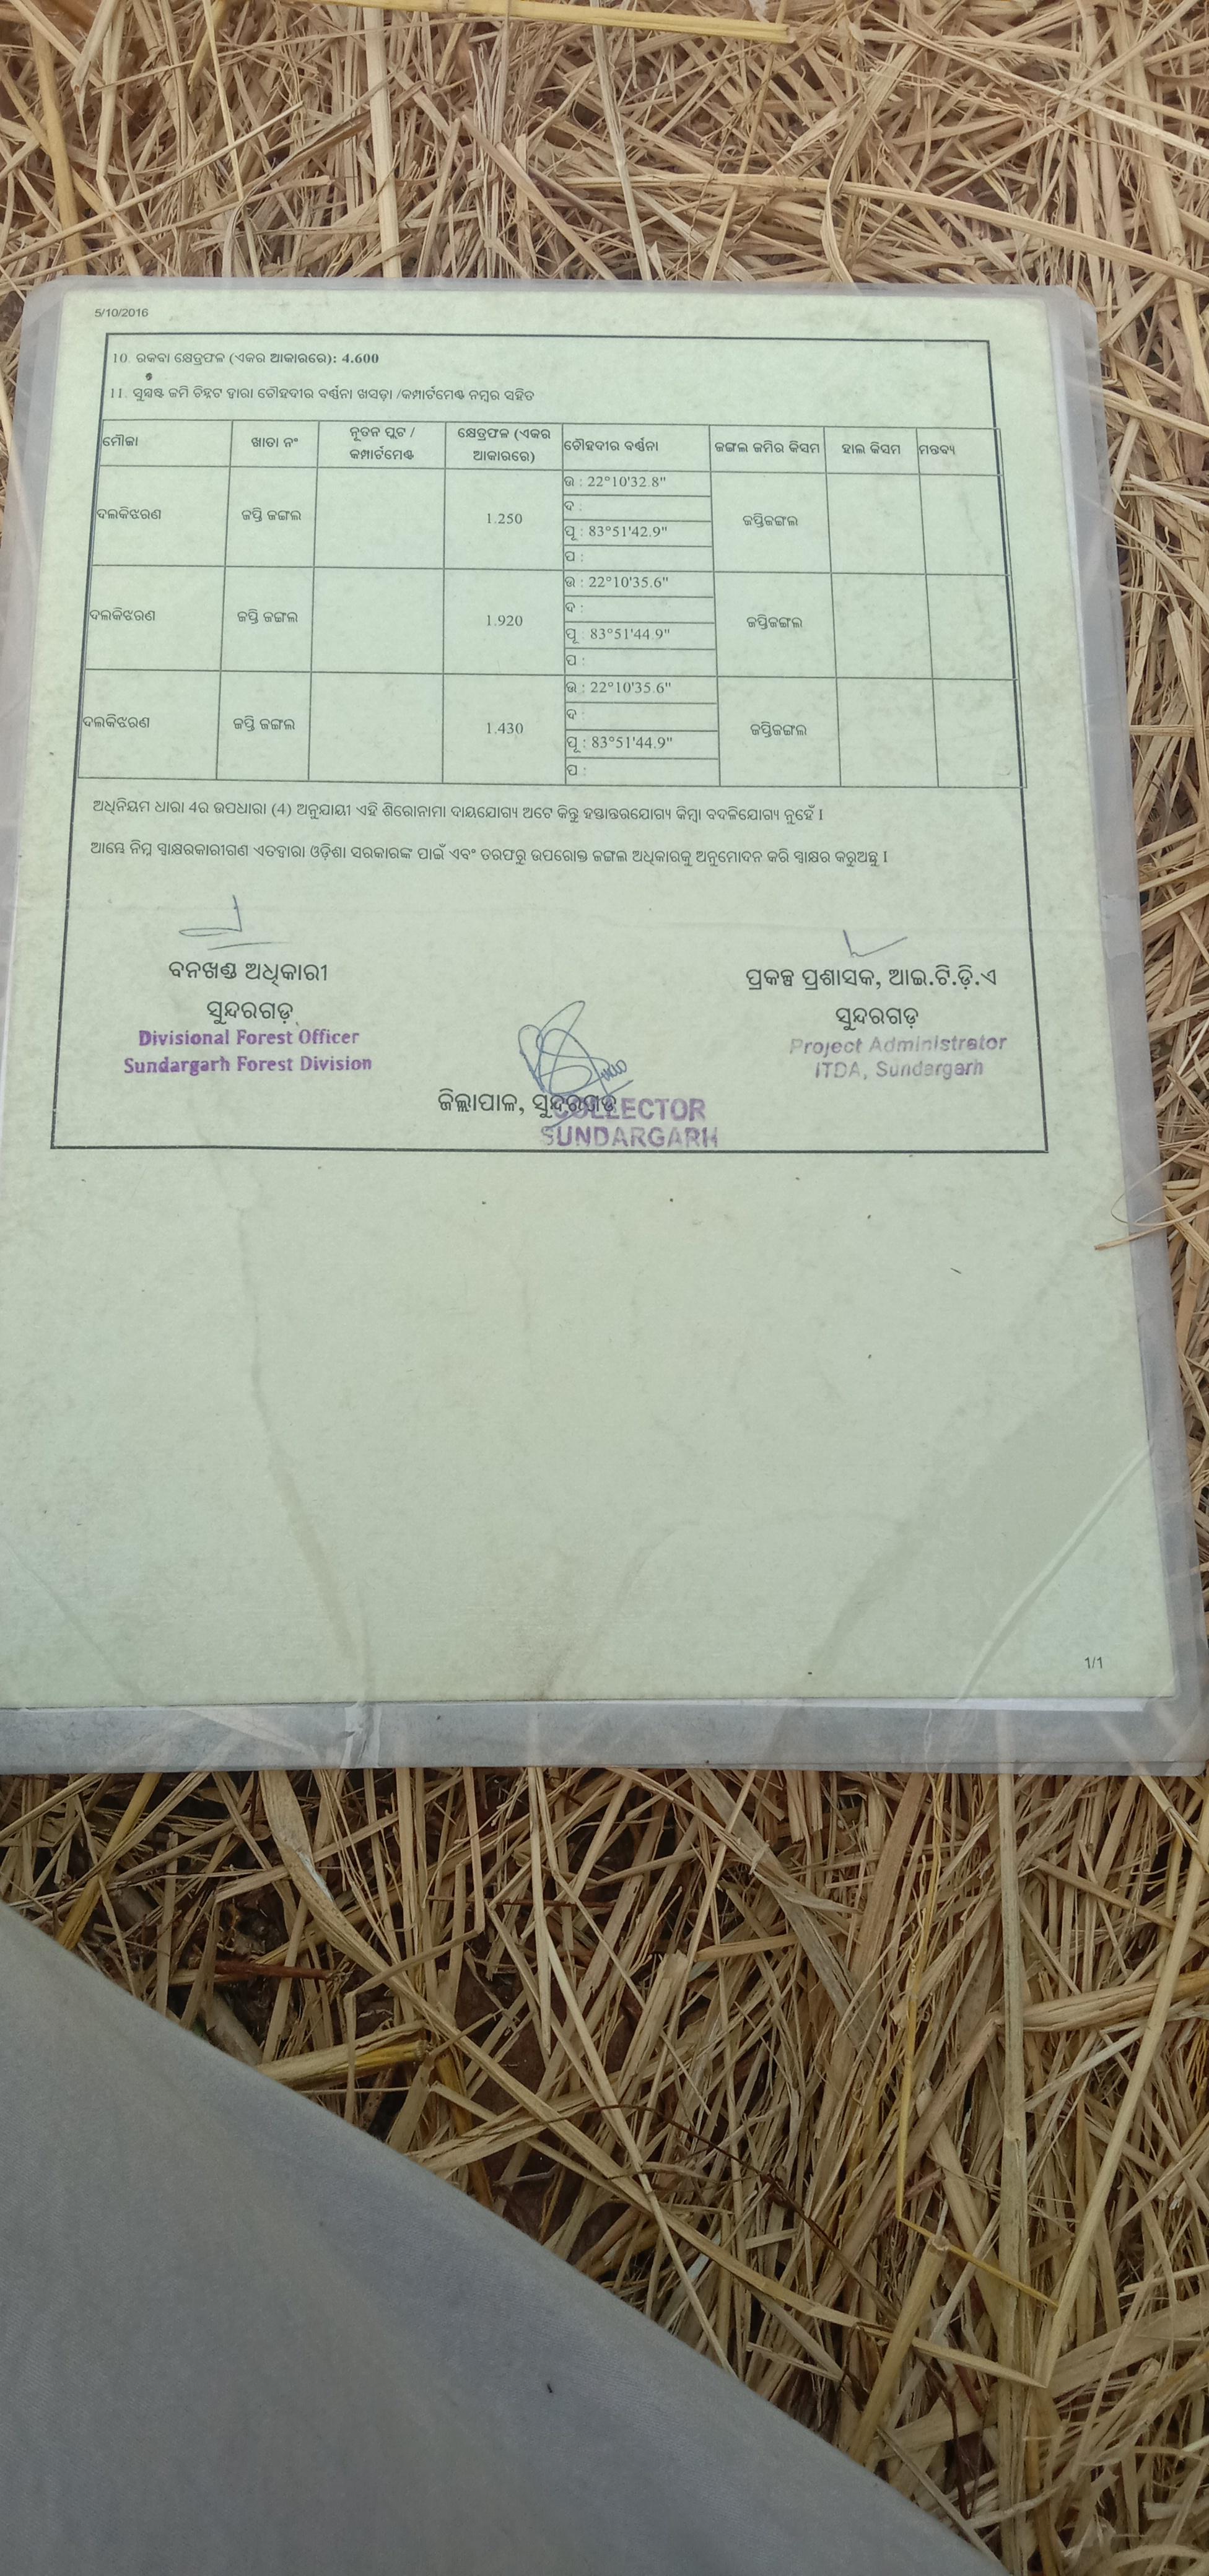 5/10/2016
10. ରକବା କ୍ଷେତ୍ରଫଳ (ଏକର ଆକାରରେ): 4.600
11. ସୁସ୍ପଷ୍ଟ ଜମି ଚିହ୍ନଟ ଦ୍ୱାରା ଚୌହଦୀର ବର୍ଣ୍ଣନା ଖସଡ଼ା /କମ୍ପାର୍ଟମେଣ୍ଟ ନମ୍ବର ସହିତ
ମୌଜା ଖାତା ନଂ ନୂତନ ପ୍ଲଟ / କମ୍ପାର୍ଟମେଣ୍ଟ କ୍ଷେତ୍ରଫଳ (ଏକର ଆକାରରେ) ଚୌହଦୀର ବର୍ଣ୍ଣନା ଜଙ୍ଗଲ ଜମିର କିସମ ହାଲ କିସମ ମନ୍ତବ୍ୟ
ଦଲକିଝରଣ ଜପ୍ତି ଜଙ୍ଗଲ 1.250 ଜପ୍ତିଜଙ୍ଗଲ
ଉ : 22°10'32.8"
ଦ :
ପୂ : 83°51'42.9"
ପ :
ଦଲକିଝରଣ ଜପ୍ତି ଜଙ୍ଗଲ 1.920 ଜପ୍ତିଜଙ୍ଗଲ
ଉ : 22°10'35.6"
ଦ :
ପୂ : 83°51'44.9"
ପ :
ଦଲକିଝରଣ ଜପ୍ତି ଜଙ୍ଗଲ 1.430 ଜପ୍ତିଜଙ୍ଗଲ
ଉ : 22°10'35.6"
ଦ :
ପୂ : 83°51'44.9"
ପ :
ଅଧିନିୟମ ଧାରା 4ର ଉପଧାରା (4) ଅନୁଯାୟୀ ଏହି ଶିରୋନାମା ଦାୟଯୋଗ୍ୟ ଅଟେ କିନ୍ତୁ ହସ୍ତାନ୍ତରଯୋଗ୍ୟ କିମ୍ବା ବଦଳିଯୋଗ୍ୟ ନୁହେଁ I
ଆମ୍ଭେ ନିମ୍ନ ସ୍ୱାକ୍ଷରକାରୀଗଣ ଏତଦ୍ୱାରା ଓଡ଼ିଶା ସରକାରଙ୍କ ପାଇଁ ଏବଂ ତରଫରୁ ଉପରୋକ୍ତ ଜଙ୍ଗଲ ଅଧିକାରକୁ ଅନୁମୋଦନ କରି ସ୍ୱାକ୍ଷର କରୁଅଛୁ I
ବନଖଣ୍ଡ ଅଧିକାରୀ
ସୁନ୍ଦରଗଡ଼
Divisional Forest Officer
Sundargarh Forest Division
ପ୍ରକଳ୍ପ ପ୍ରଶାସକ, ଆଇ.ଟି.ଡ଼ି.ଏ
ସୁନ୍ଦରଗଡ଼
Project Administrator
ITDA, Sundargarh
ଜିଲ୍ଲାପାଳ, ସୁନ୍ଦରଗଡ଼
COLLECTOR
SUNDARGARH
1/1